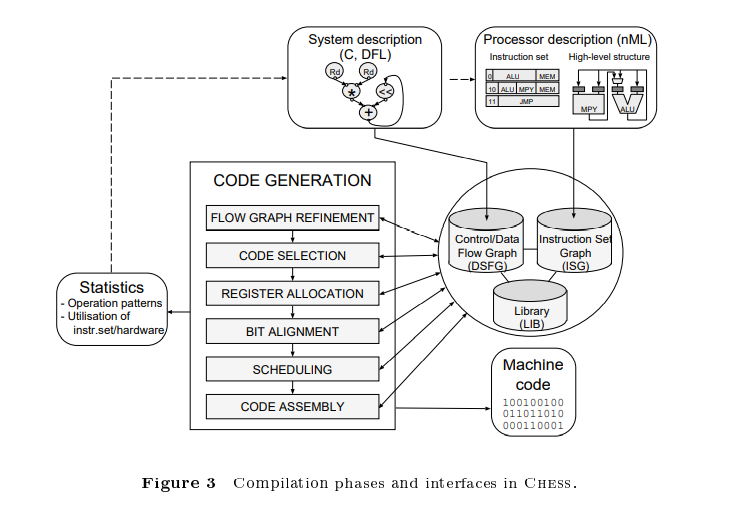 System description
(C, DFL)
Rd Rd
* <<
+
Processor description (nML)
Instruction set High-level structure
0 ALU MEM
10 ALU MPY MEM
11 JMP
MPY ALU
CODE GENERATION
FLOW GRAPH REFINEMENT
CODE SELECTION
REGISTER ALLOCATION
BIT ALIGNMENT
SCHEDULING
CODE ASSEMBLY
Control/Data
Flow Graph
(DSFG)
Instruction Set
Graph
(ISG)
Library
(LIB)
Statistics
- Operation patterns
- Utilisation of
instr.set/hardware
Machine
code
100100100
011011010
000110001
Figure 3 Compilation phases and interfaces in CHESS.